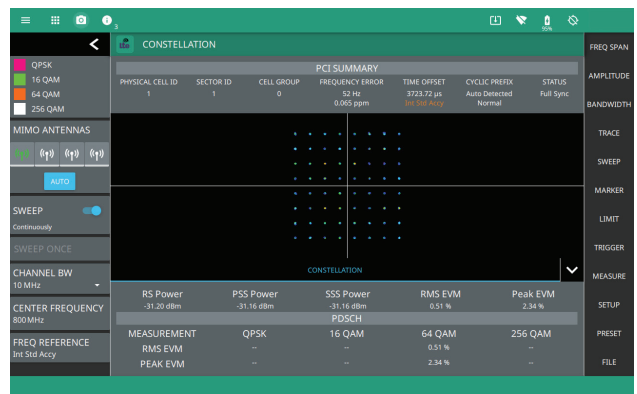 3
95%
CONSTELLATION
QPSK
16 QAM
64 QAM
256 QAM
MIMO ANTENNAS
AUTO
SWEEP
Continuously
SWEEP ONCE
CHANNEL BW
10 MHz
CENTER FREQUENCY
800 MHz
FREQ REFERENCE
Int Std Accy
PCI SUMMARY
PHYSICAL CELL ID SECTOR ID CELL GROUP FREQUENCY ERROR TIME OFFSET CYCLIC PREFIX STATUS
1 1 0 52 Hz 3723.72 µs Auto Detected Full Sync
0.065 ppm Int Std Accy Normal
CONSTELLATION
RS Power PSS Power SSS Power RMS EVM Peak EVM
-31.20 dBm -31.16 dBm -31.16 dBm 0.51 % 2.34 %
PDSCH
MEASUREMENT QPSK 16 QAM 64 QAM 256 QAM
RMS EVM -- -- 0.51 % --
PEAK EVM -- -- 2.34 % --
FREQ SPAN
AMPLITUDE
BANDWIDTH
TRACE
SWEEP
MARKER
LIMIT
TRIGGER
MEASURE
SETUP
PRESET
FILE